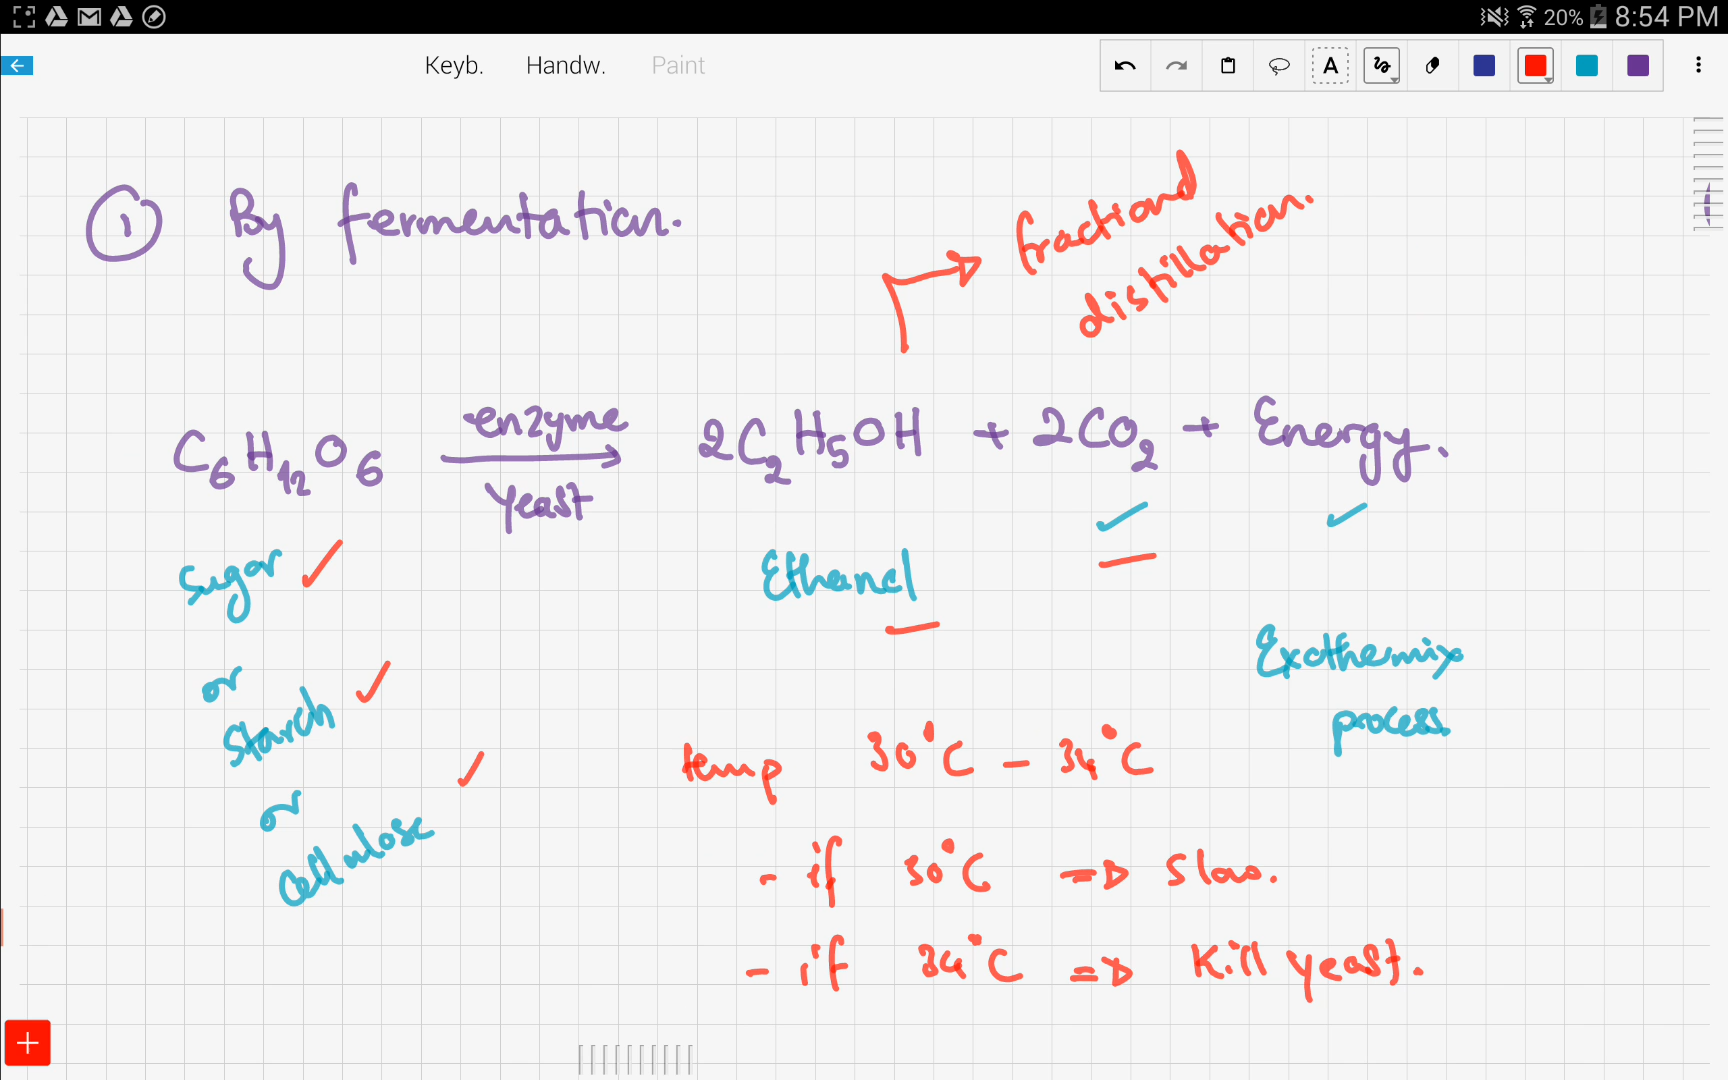 20% 8:54 PM
Keyb. Handw. Paint
A
① By fermentation.
fractional
distillation.
C₆H₁₂O₆ enzyme yeast 2C₂H₅OH + 2CO₂ + Energy.
sugar ✓
or
starch ✓
or
cellulose ✓
Ethanol
Exothermix
process
temp 30°C - 34°C
- if 30°C ⇒ slow.
- if 34°C ⇒ Kill yeast.